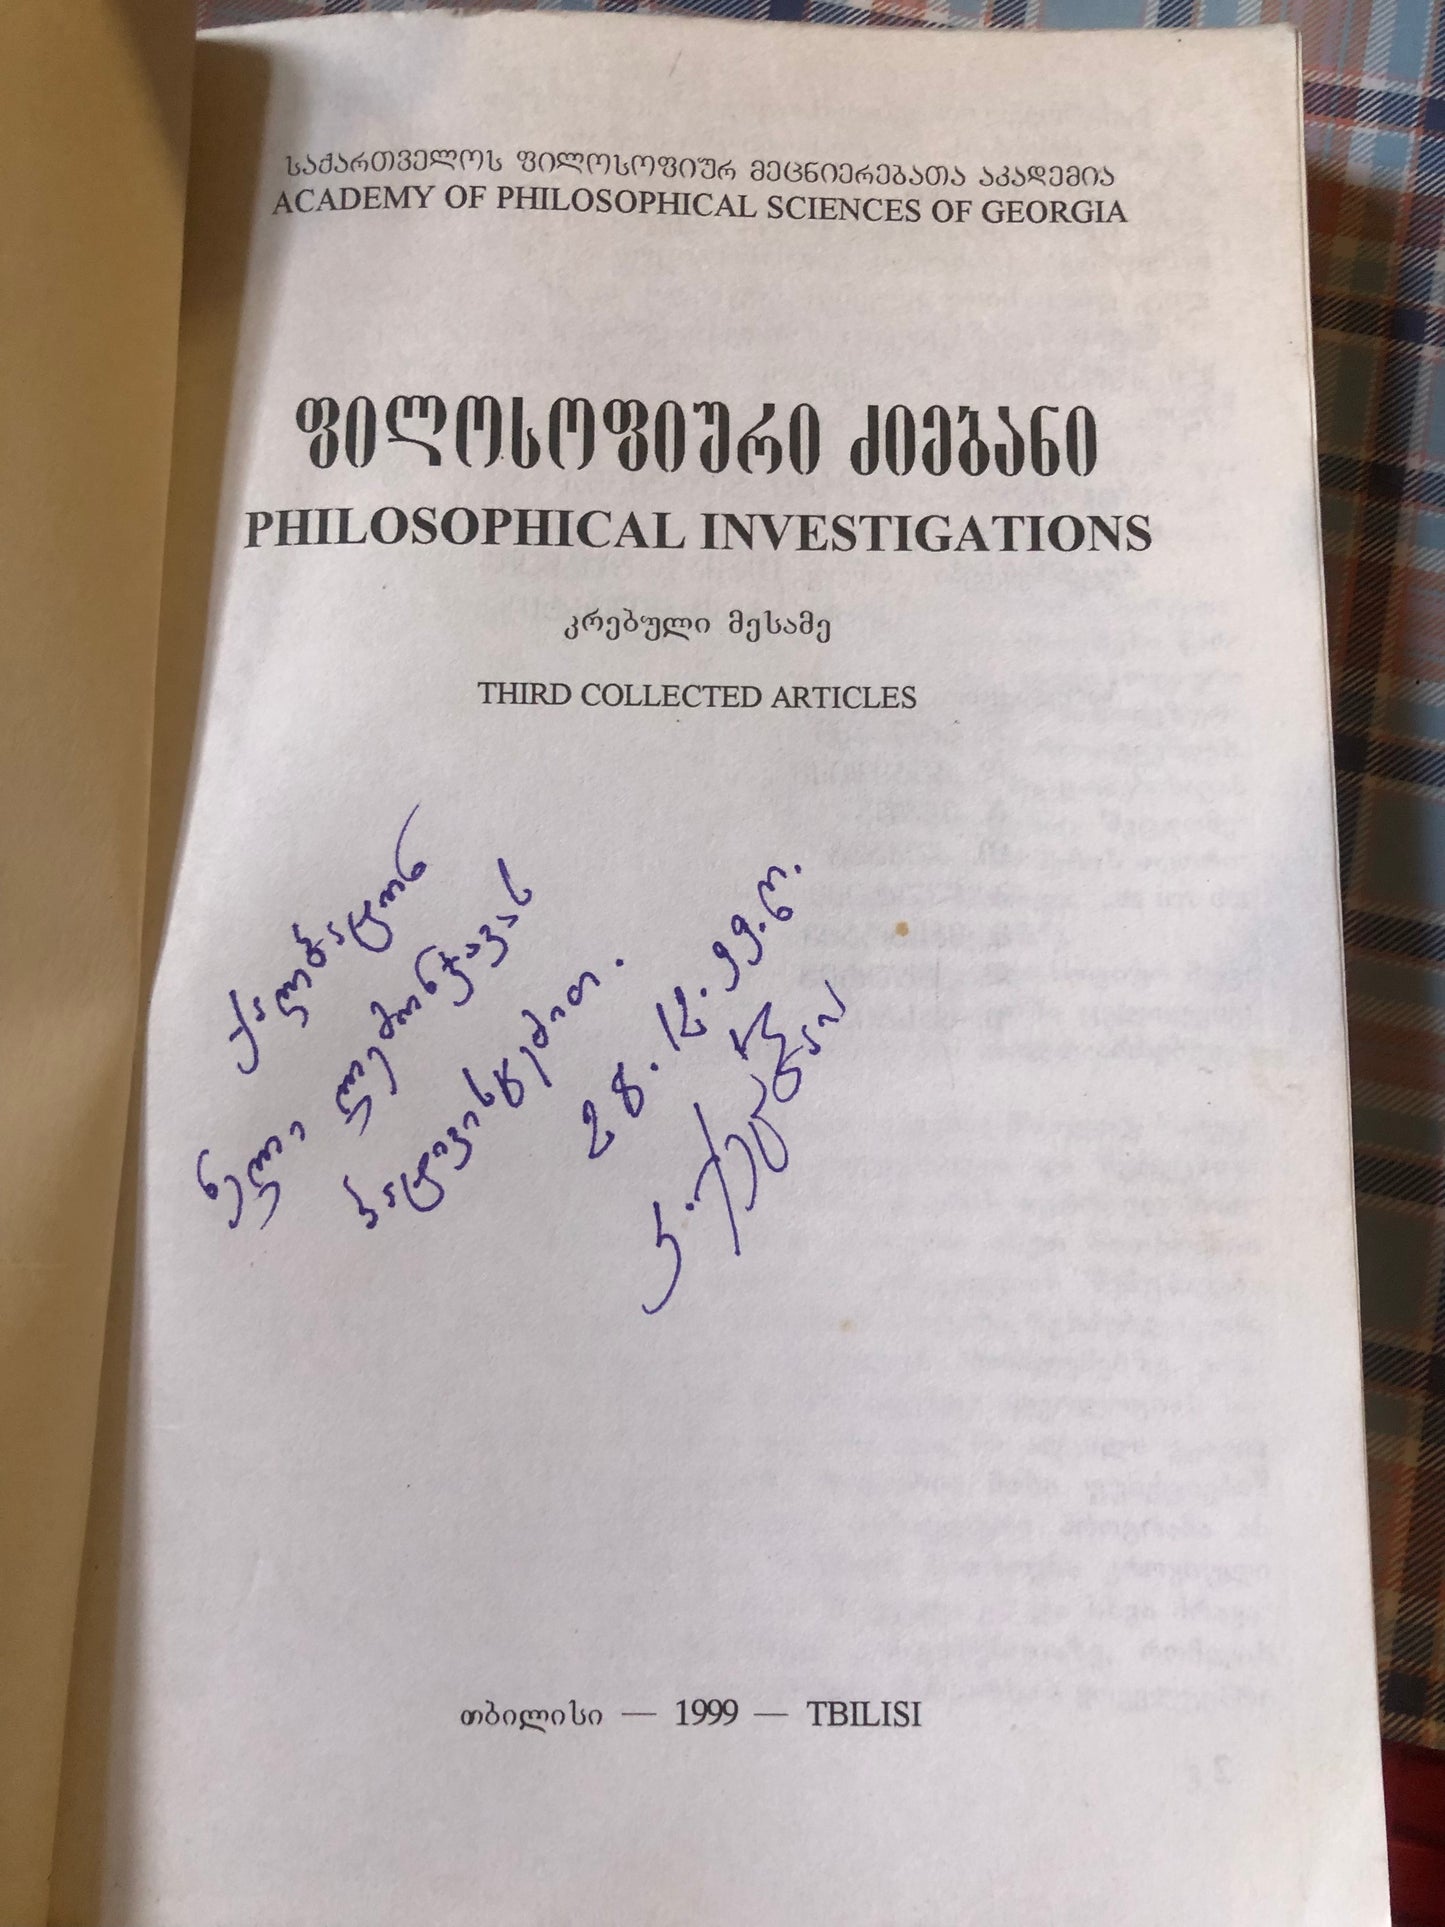 საქართველოს ფილოსოფიურ მეცნიერებათა აკადემია
ACADEMY OF PHILOSOPHICAL SCIENCES OF GEORGIA
ფილოსოფიური ძიებანი
PHILOSOPHICAL INVESTIGATIONS
კრებული მესამე
THIRD COLLECTED ARTICLES
ქალბატონ
ნელი ლემონჯავას
პატივისცემით.
28.12.99.წ.
თბილისი — 1999 — TBILISI